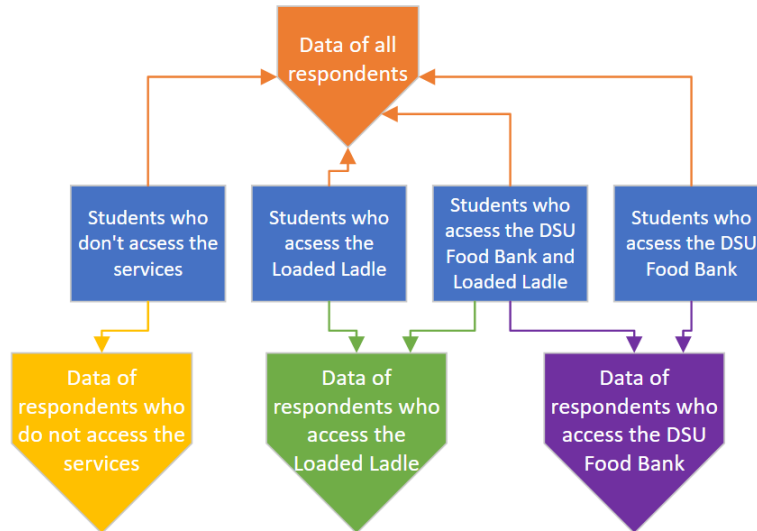 Data of all
respondents
Students who
don't acsess the
services
Students who
acsess the
Loaded Ladle
Students who
acsess the DSU
Food Bank and
Loaded Ladle
Students who
assess the DSU
Food Bank
Data of
respondents who
do not access the
services
Data of
respondents who
access the
Loaded Ladle
Data of
respondents who
access the DSU
Food Bank